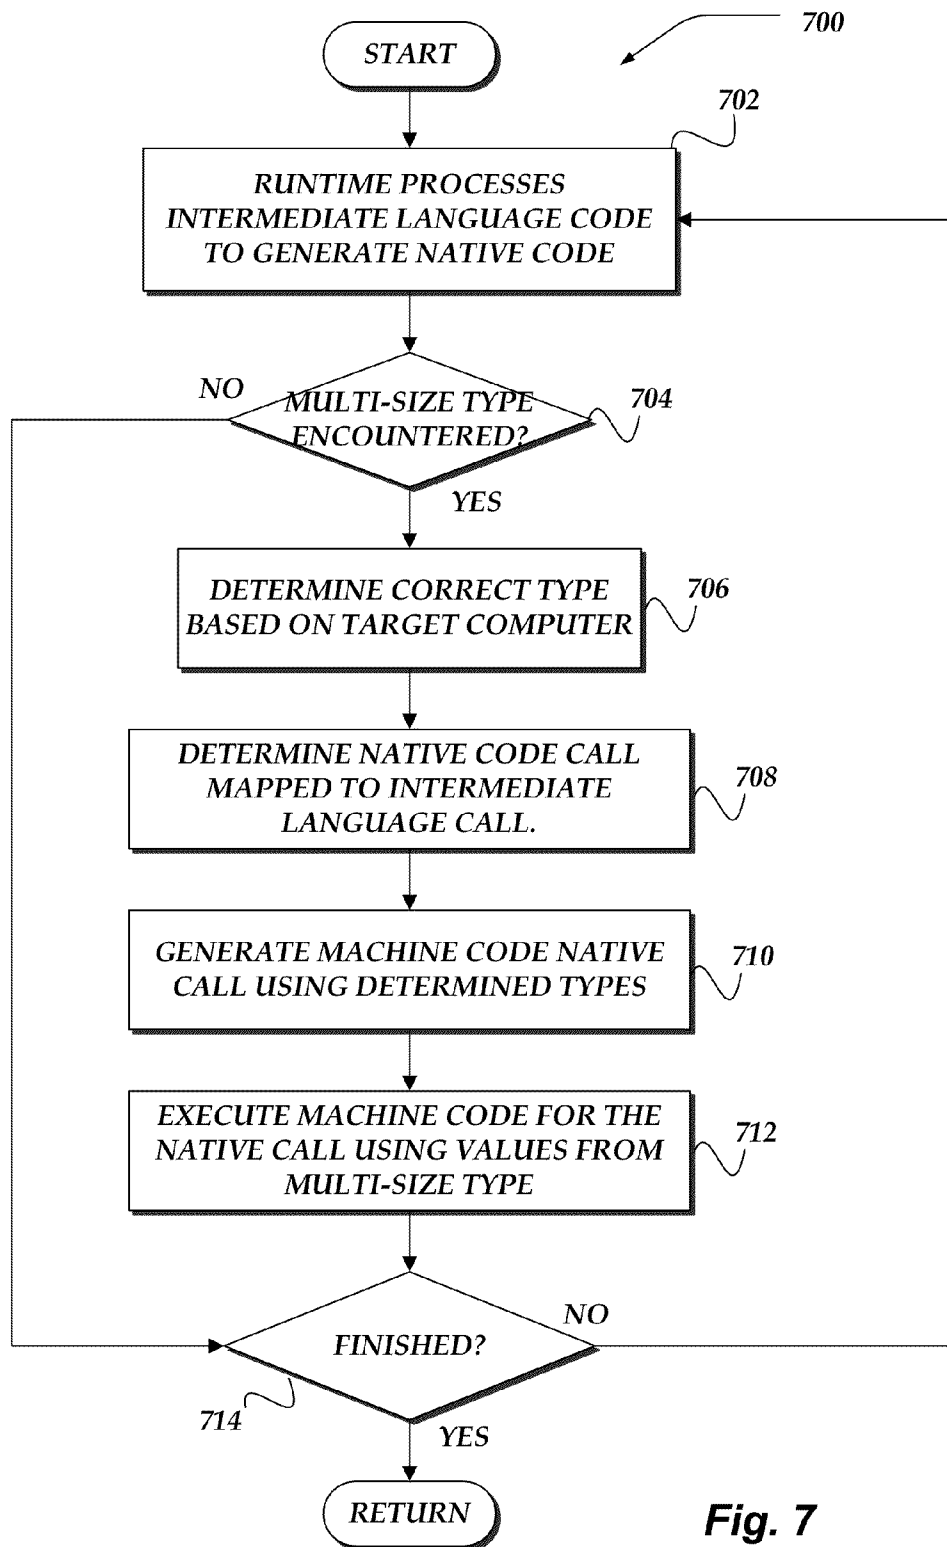 700
START
702
RUNTIME PROCESSES
INTERMEDIATE LANGUAGE CODE
TO GENERATE NATIVE CODE
NO
MULTI-SIZE TYPE
ENCOUNTERED?
704
YES
DETERMINE CORRECT TYPE
BASED ON TARGET COMPUTER
706
DETERMINE NATIVE CODE CALL
MAPPED TO INTERMEDIATE
LANGUAGE CALL.
708
GENERATE MACHINE CODE NATIVE
CALL USING DETERMINED TYPES
710
EXECUTE MACHINE CODE FOR THE
NATIVE CALL USING VALUES FROM
MULTI-SIZE TYPE
712
NO
FINISHED?
714
YES
RETURN
Fig. 7